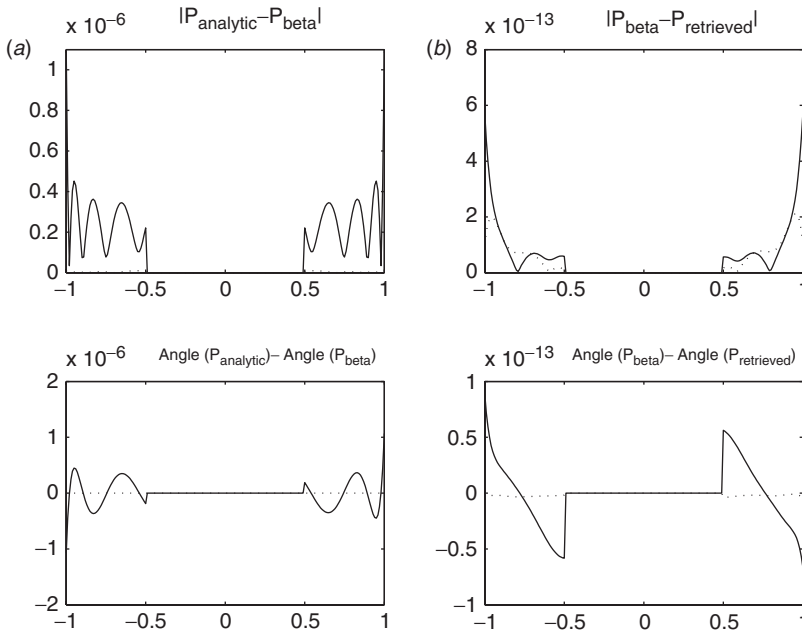 (a)
x 10⁻⁶
|P_analytic–P_beta|
1
0.8
0.6
0.4
0.2
0
−1 −0.5 0 0.5 1
(b)
x 10⁻¹³
|P_beta–P_retrieved|
8
6
4
2
0
−1 −0.5 0 0.5 1
x 10⁻⁶
Angle (P_analytic)– Angle (P_beta)
2
1
0
−1
−2
−1 −0.5 0 0.5 1
x 10⁻¹³
Angle (P_beta)– Angle (P_retrieved)
1
0.5
0
−0.5
−1
−1 −0.5 0 0.5 1